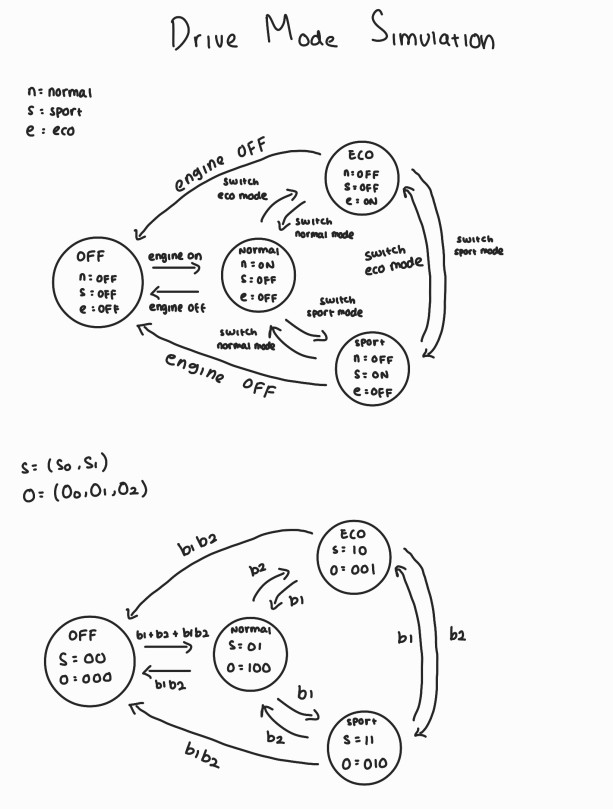 Drive Mode Simulation
n=normal
s = sport
e = eco
engine OFF
ECO
n=OFF
S=OFF
e=ON
switch
eco mode
switch
normal mode
switch
sport mode
switch
eco mode
OFF
n=OFF
S=OFF
e=OFF
engine on
engine off
Normal
n=ON
S=OFF
e=OFF
switch
sport mode
switch
normal mode
engine OFF
sport
n=OFF
S=ON
e=OFF
S=(S0,S1)
O=(O0,O1,O2)
b1b2
ECO
S=10
O=001
b2
b1
b1
b2
OFF
S=00
O=000
b1+b2+b1b2
b1b2
Normal
S=01
O=100
b1
b2
b1b2
sport
S=11
O=010